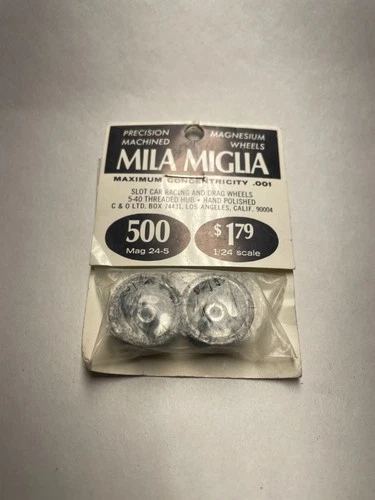 PRECISION MAGNESIUM
MACHINED WHEELS
MILA MIGLIA
MAXIMUM CONCENTRICITY .001
SLOT CAR RACING AND DRAG WHEELS
5-40 THREADED HUB • HAND POLISHED
C & O LTD. BOX 74431, LOS ANGELES, CALIF. 90004
500 $1.79
Mag 24-5 1/24 scale